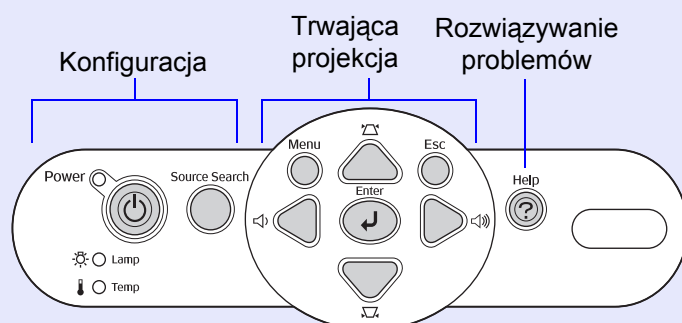 Konfiguracja
Trwająca
projekcja
Rozwiązywanie
problemów
Power
Source Search
Menu
Esc
Enter
Help
?
Lamp
Temp